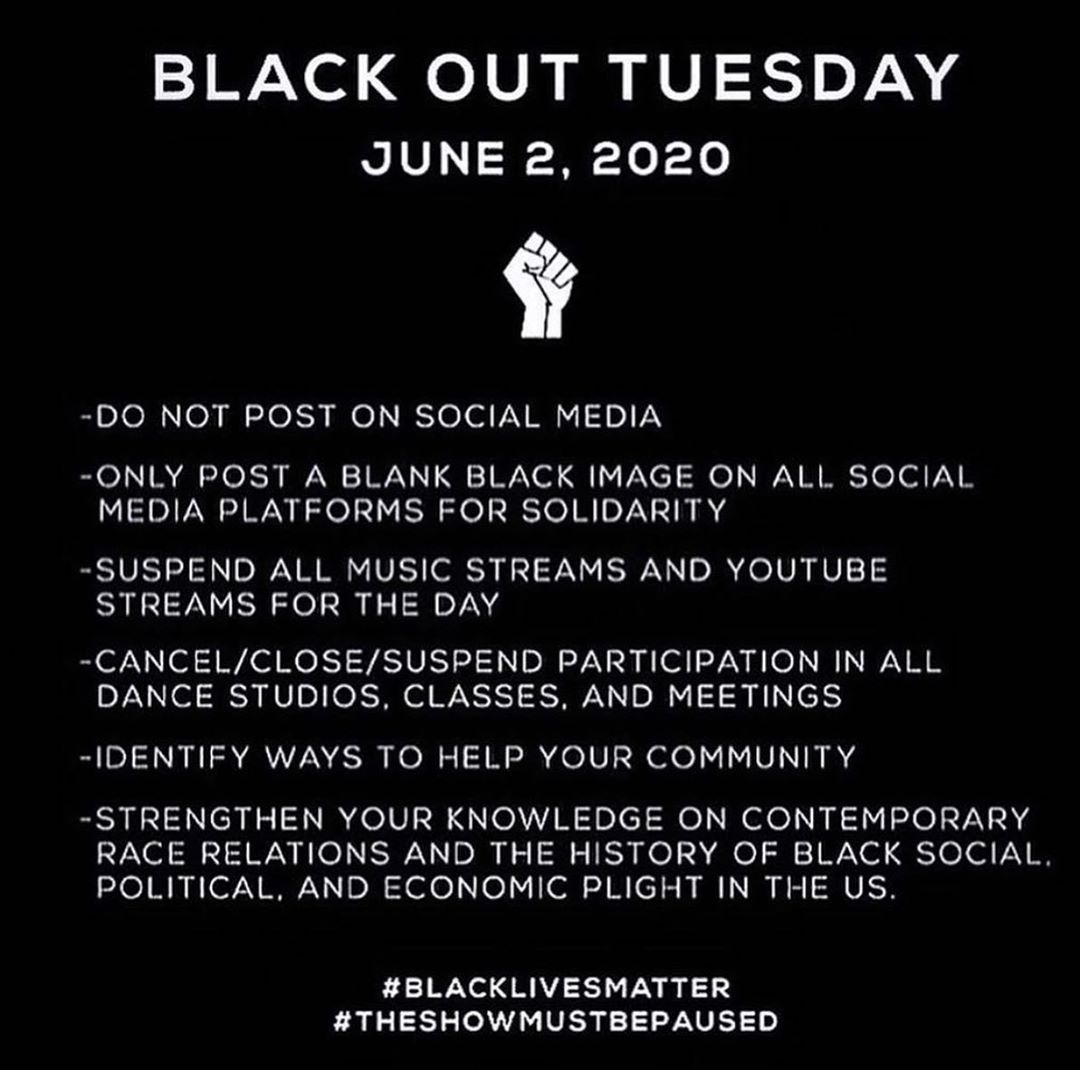 BLACK OUT TUESDAY
JUNE 2, 2020
-DO NOT POST ON SOCIAL MEDIA
-ONLY POST A BLANK BLACK IMAGE ON ALL SOCIAL
MEDIA PLATFORMS FOR SOLIDARITY
-SUSPEND ALL MUSIC STREAMS AND YOUTUBE
STREAMS FOR THE DAY
-CANCEL/CLOSE/SUSPEND PARTICIPATION IN ALL
DANCE STUDIOS, CLASSES, AND MEETINGS
-IDENTIFY WAYS TO HELP YOUR COMMUNITY
-STRENGTHEN YOUR KNOWLEDGE ON CONTEMPORARY
RACE RELATIONS AND THE HISTORY OF BLACK SOCIAL,
POLITICAL, AND ECONOMIC PLIGHT IN THE US.
#BLACKLIVESMATTER
#THESHOWMUSTBEPAUSED